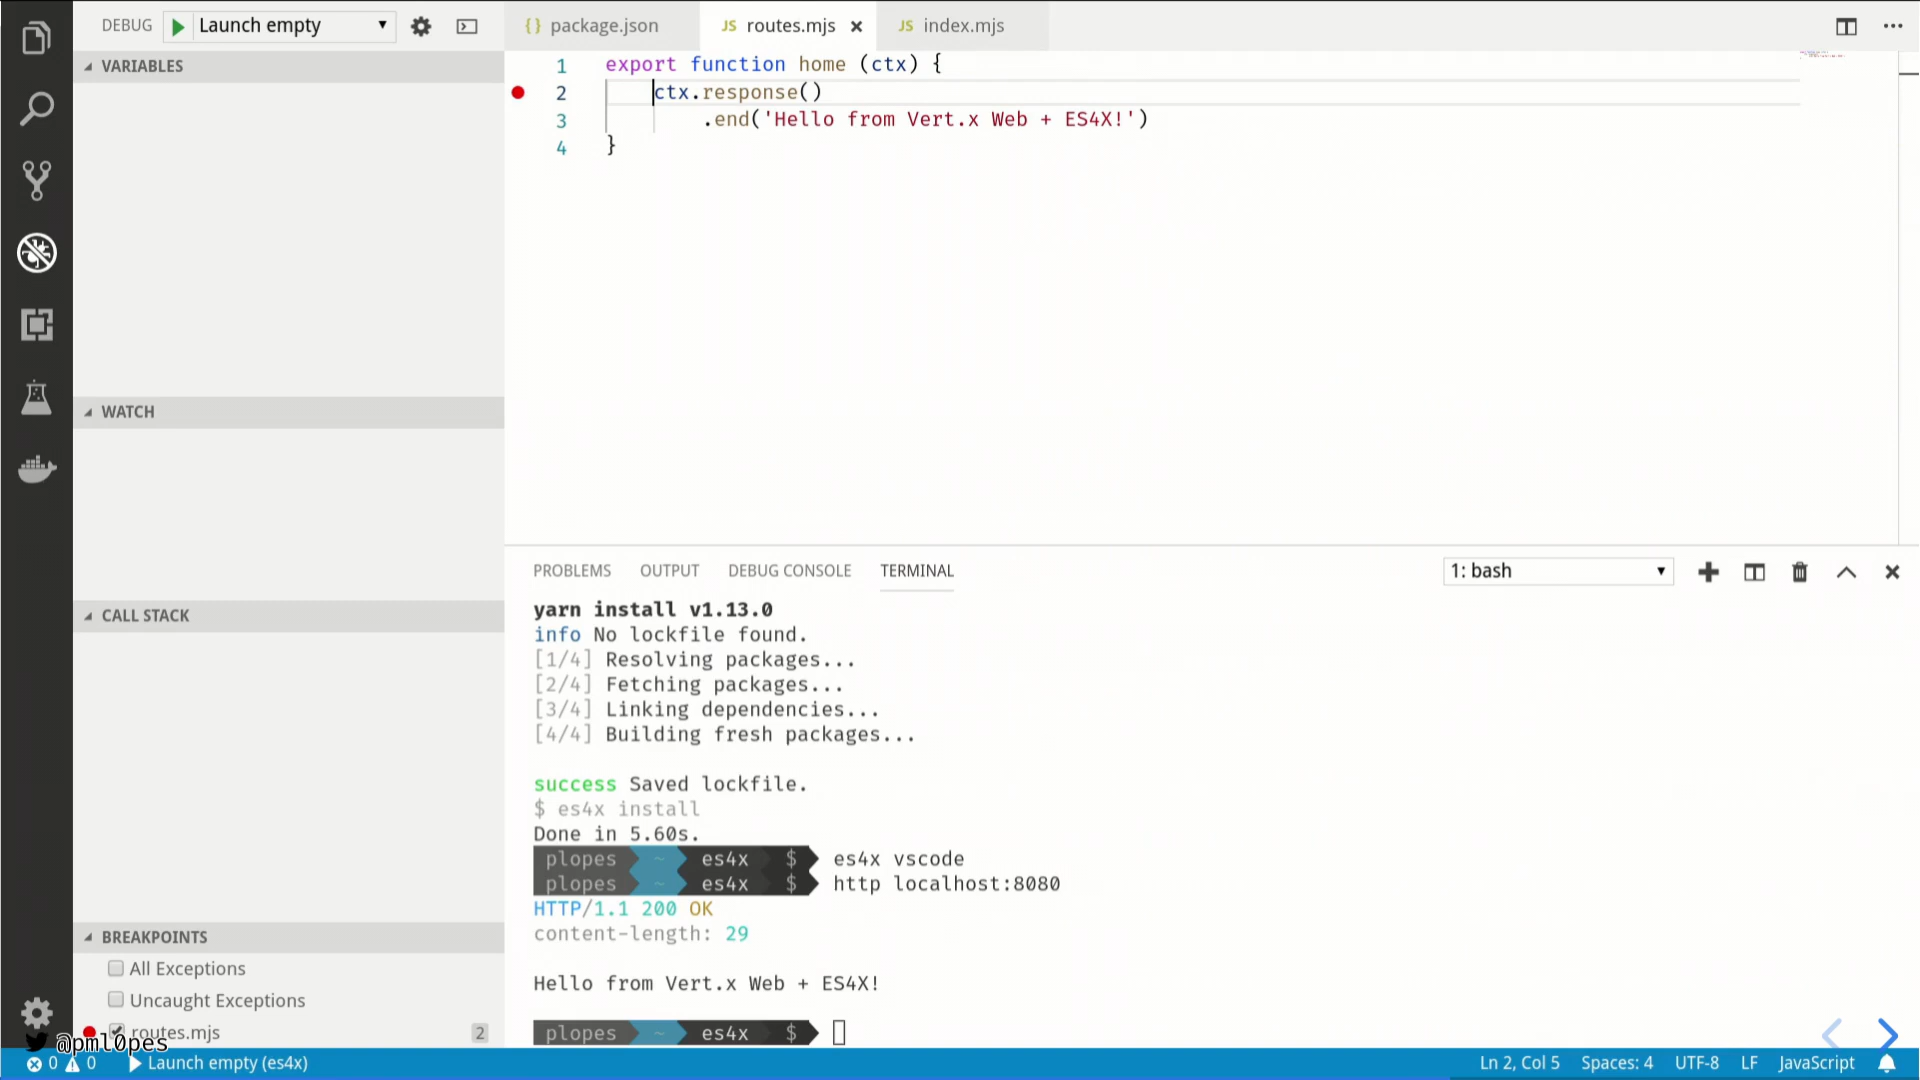 DEBUG Launch empty
VARIABLES
WATCH
CALL STACK
BREAKPOINTS
All Exceptions
Uncaught Exceptions
routes.mjs 2
@pml0pes
{} package.json
JS routes.mjs
JS index.mjs
1 export function home (ctx) {
2 ctx.response()
3 .end('Hello from Vert.x Web + ES4X!')
4 }
PROBLEMS OUTPUT DEBUG CONSOLE TERMINAL
1: bash
yarn install v1.13.0
info No lockfile found.
[1/4] Resolving packages...
[2/4] Fetching packages...
[3/4] Linking dependencies...
[4/4] Building fresh packages...
success Saved lockfile.
$ es4x install
Done in 5.60s.
plopes ~ es4x $ es4x vscode
plopes ~ es4x $ http localhost:8080
HTTP/1.1 200 OK
content-length: 29
Hello from Vert.x Web + ES4X!
plopes ~ es4x $
0 0 Launch empty (es4x)
Ln 2, Col 5 Spaces: 4 UTF-8 LF JavaScript